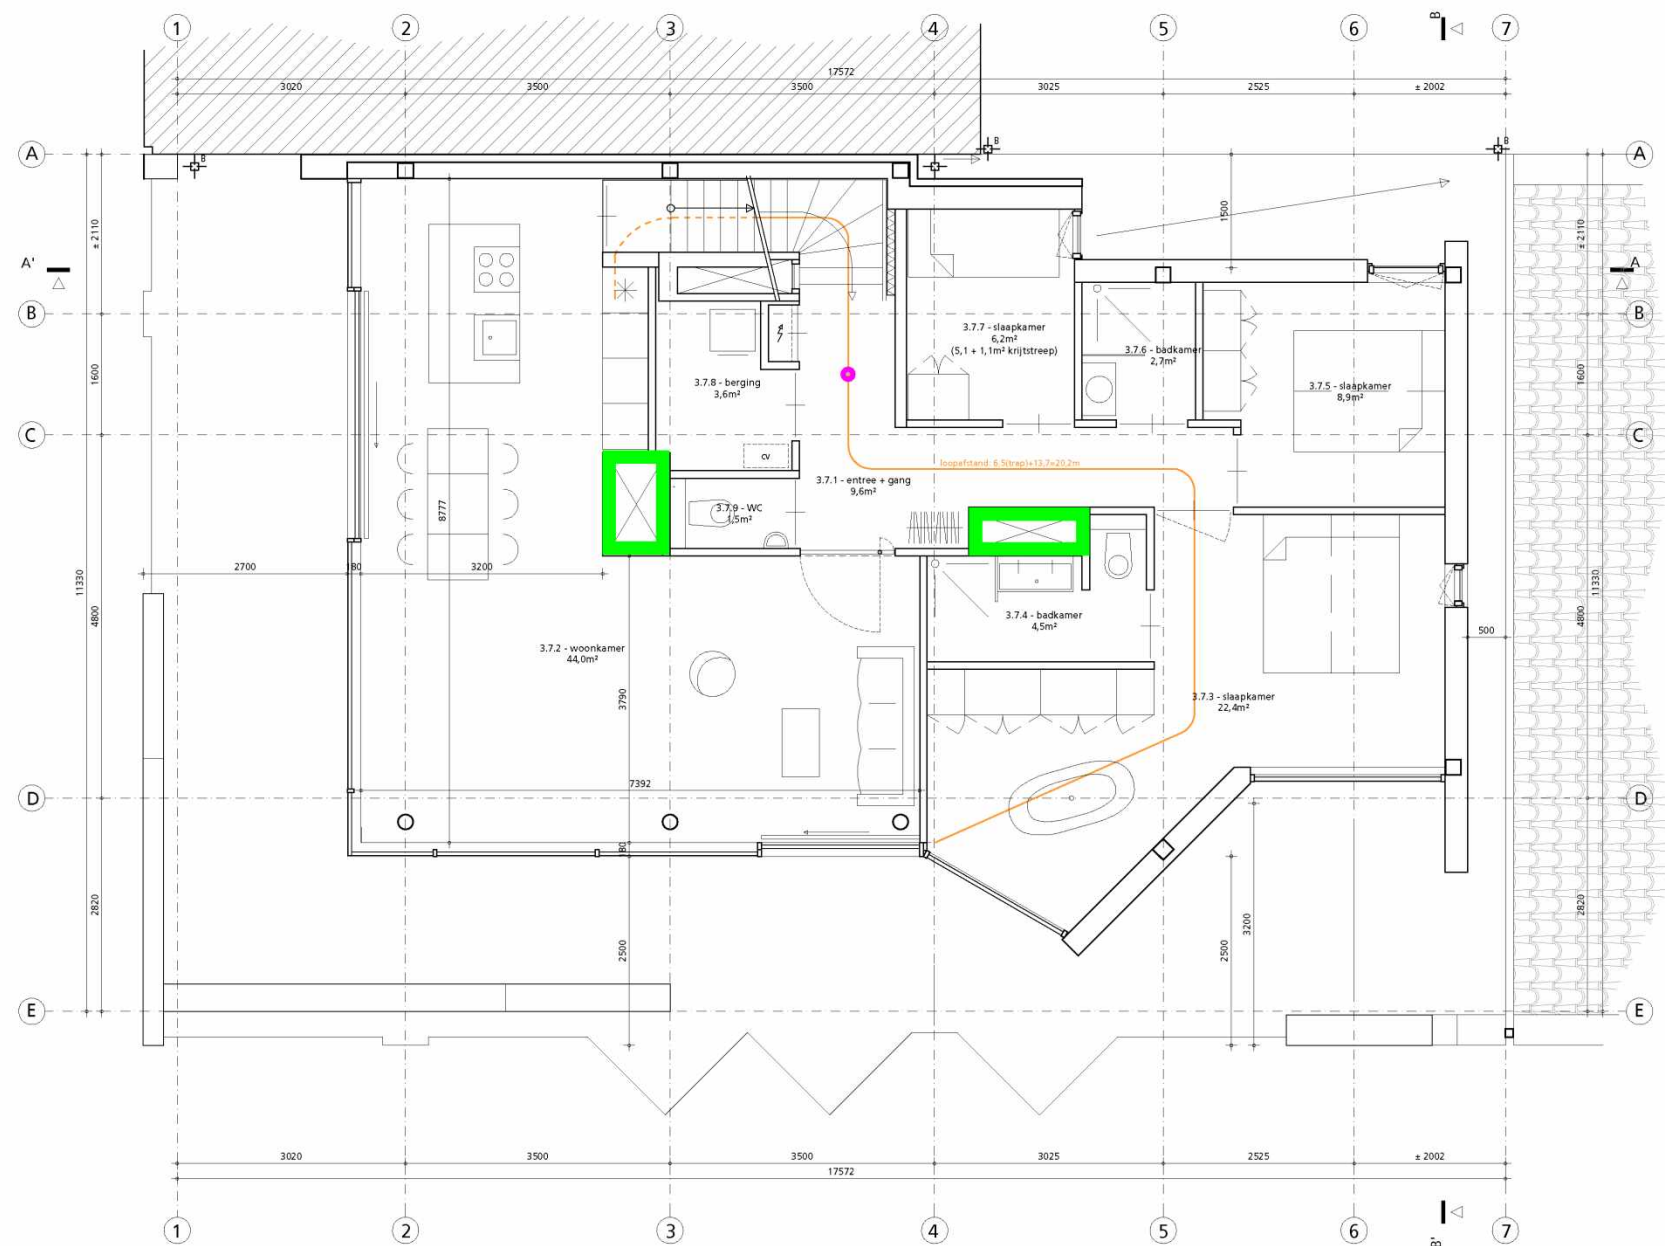 1 2 3 4 5 6 7
B
17572
3020 3500 3500 3025 2525 ± 2002
A A
B B B
± 2110 1500 ± 2110
A' A
B B
3.7.7 - slaapkamer
6,2m²
(5,1 + 1,1m² krijtstreep)
3.7.6 - badkamer
2,7m²
1600 1600
3.7.8 - berging
3,6m²
3.7.5 - slaapkamer
8,9m²
C C
cv
loopafstand: 6.5(trap)+13,7=20,2m
3.7.1 - entree + gang
9,6m²
3.7.9 - WC
1,5m²
8777
2700 180 3200
11330 11330
4800 4800
3.7.4 - badkamer
4,5m²
500
3.7.2 - woonkamer
44,0m²
3790
3.7.3 - slaapkamer
22,4m²
7392
D D
180
2820 2820
2500 2500 3200
E E
3020 3500 3500 3025 2525 ± 2002
17572
1 2 3 4 5 6 7
B'